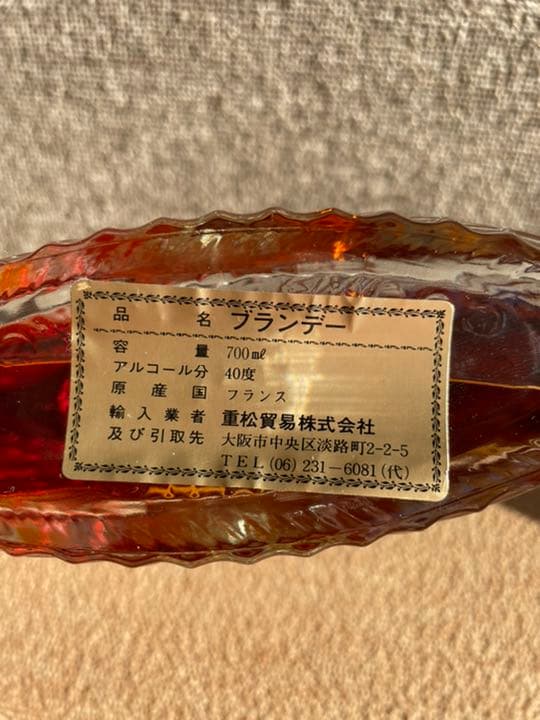 品名 ブランデー
容量 700㎖
アルコール分 40度
原産国 フランス
輸入業者 重松貿易株式会社
及び引取先 大阪市中央区淡路町2-2-5
TEL(06)231-6081(代)